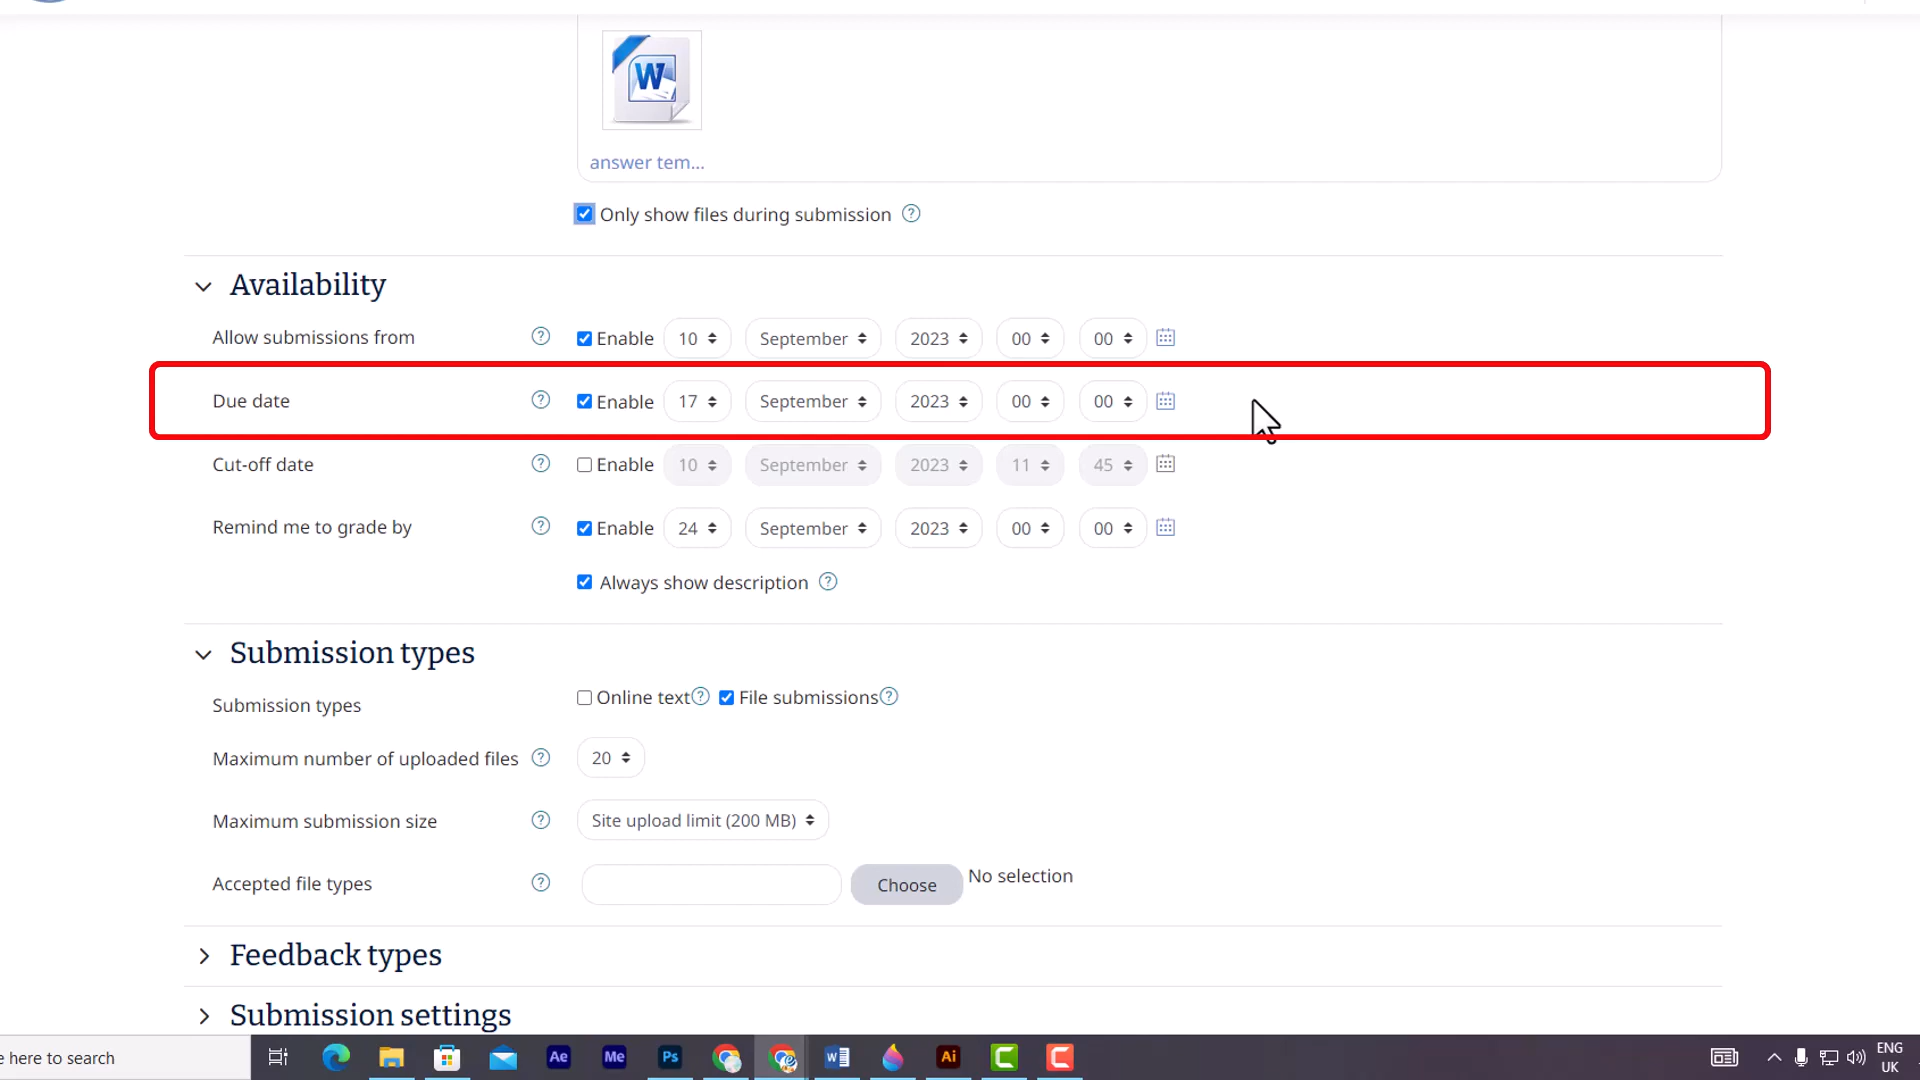 W
answer tem...
Only show files during submission ?
Availability
Allow submissions from ? Enable 10 September 2023 00 00
Due date ? Enable 17 September 2023 00 00
Cut-off date ? Enable 10 September 2023 11 45
Remind me to grade by ? Enable 24 September 2023 00 00
Always show description ?
Submission types
Submission types Online text ? File submissions ?
Maximum number of uploaded files ? 20
Maximum submission size ? Site upload limit (200 MB)
Accepted file types ? Choose No selection
Feedback types
Submission settings
e here to search Ae Me Ps W Ai C C ENG
UK